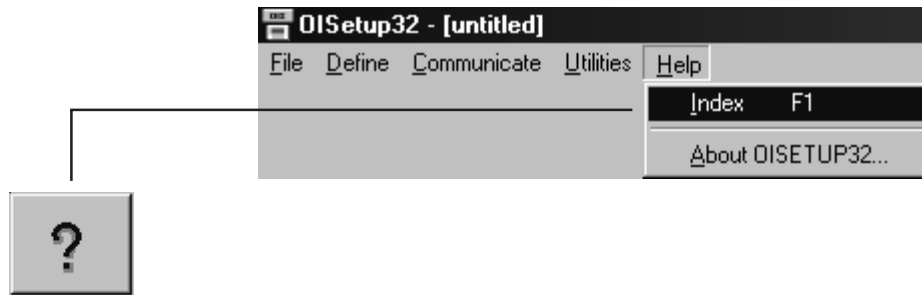 OISetup32 - [untitled]
File Define Communicate Utilities Help
Index F1
About OISETUP32...
?